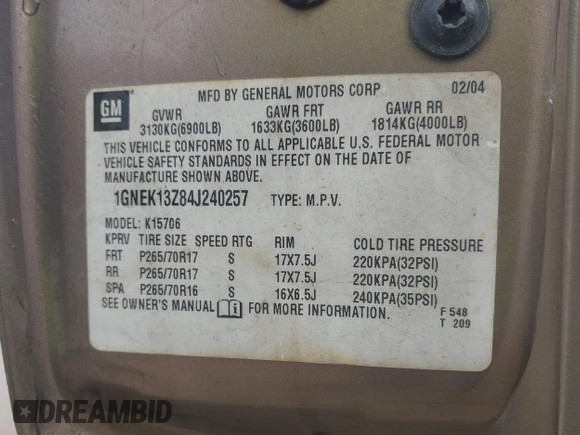 GM
MFD BY GENERAL MOTORS CORP 02/04
GVWR GAWR FRT GAWR RR
3130KG(6900LB) 1633KG(3600LB) 1814KG(4000LB)
THIS VEHICLE CONFORMS TO ALL APPLICABLE U.S. FEDERAL MOTOR
VEHICLE SAFETY STANDARDS IN EFFECT ON THE DATE OF
MANUFACTURE SHOWN ABOVE.
1GNEK13Z84J240257 TYPE: M.P.V.
MODEL: K15706
KPRV TIRE SIZE SPEED RTG RIM COLD TIRE PRESSURE
FRT P265/70R17 S 17X7.5J 220KPA(32PSI)
RR P265/70R17 S 17X7.5J 220KPA(32PSI)
SPA P265/70R16 S 16X6.5J 240KPA(35PSI)
SEE OWNER'S MANUAL FOR MORE INFORMATION.
F 548
T 209
DREAMBID